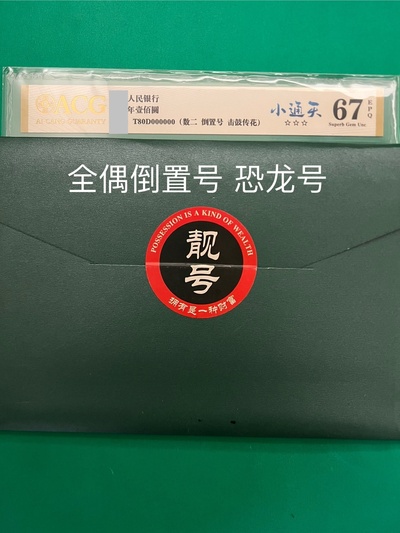 ACG
人民银行
年壹佰圆
T80D000000（数二 倒置号 击鼓传花）
小通天
☆☆☆
67
EPQ
Superb Gem Unc
全偶倒置号 恐龙号
POSSESSION IS A KIND OF WEALTH
靓号
拥有是一种财富